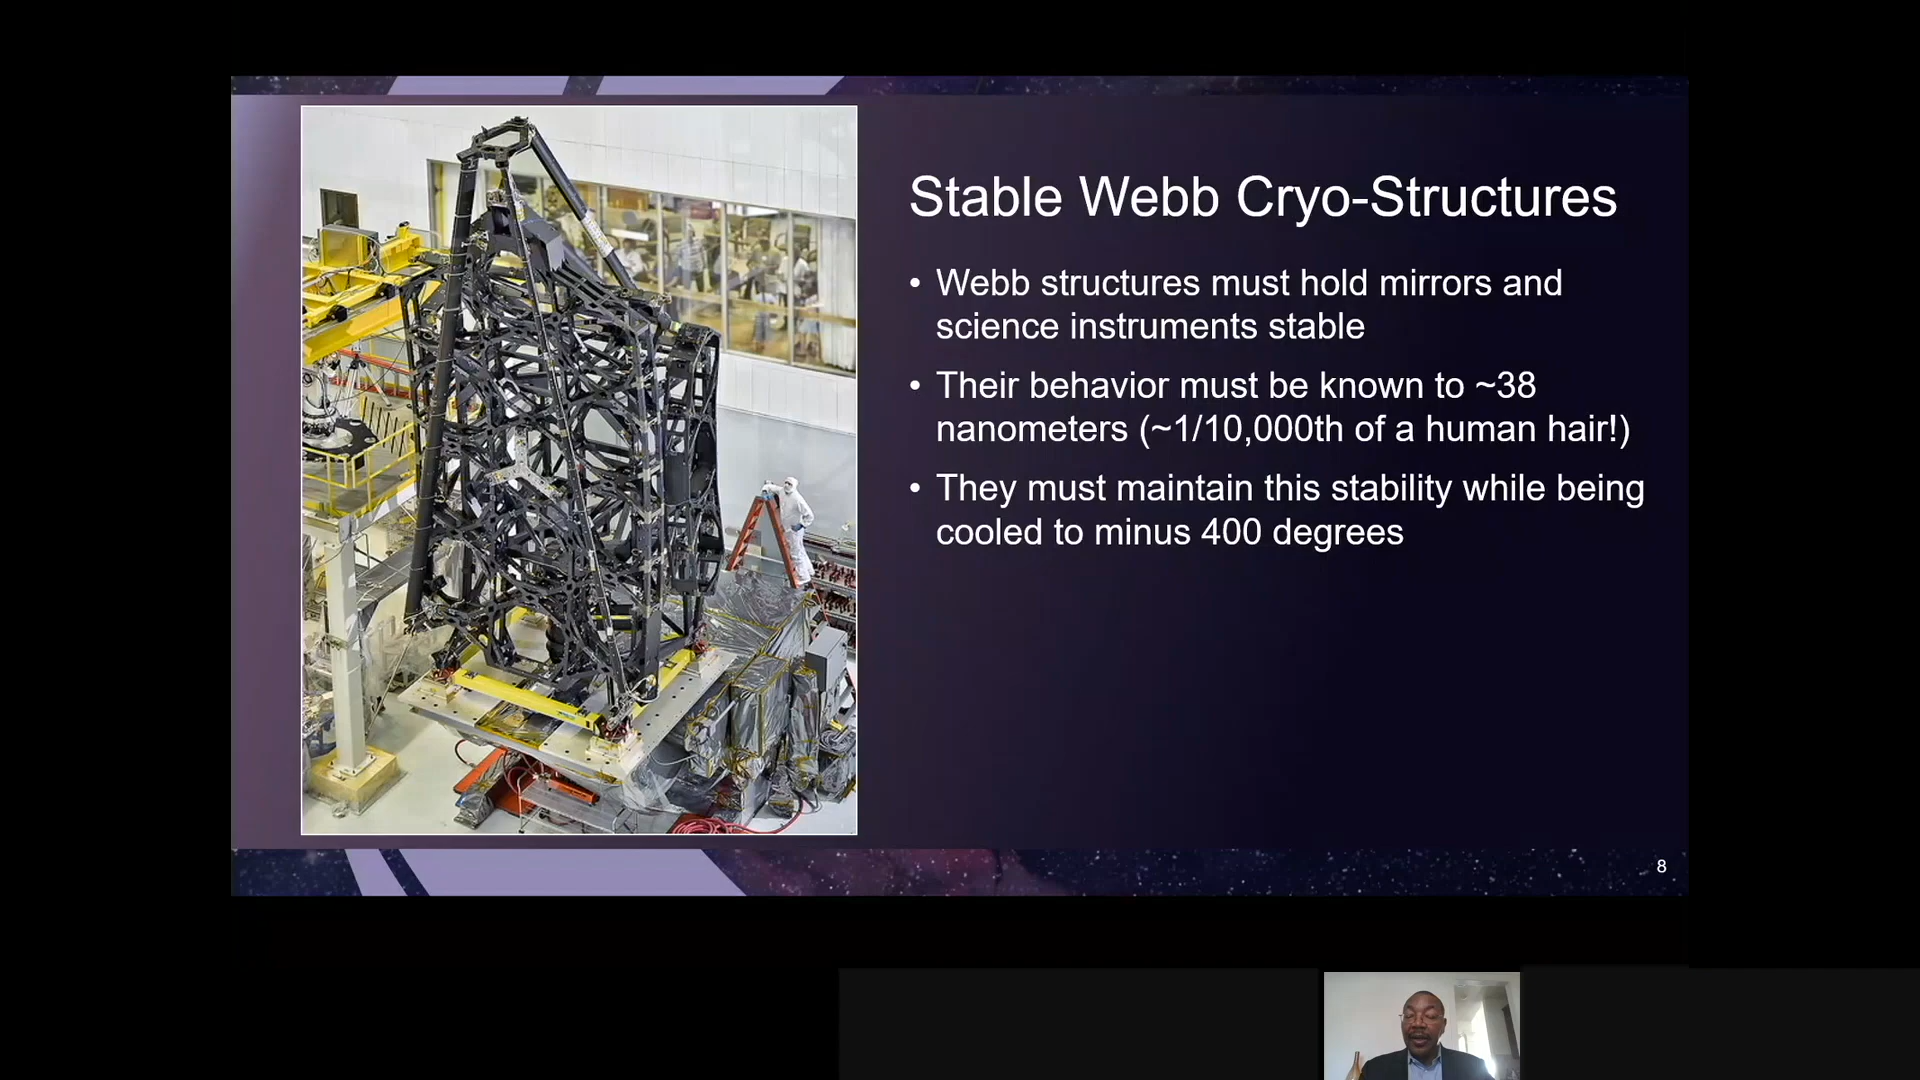 Stable Webb Cryo-Structures
• Webb structures must hold mirrors and
science instruments stable
• Their behavior must be known to ~38
nanometers (~1/10,000th of a human hair!)
• They must maintain this stability while being
cooled to minus 400 degrees
8